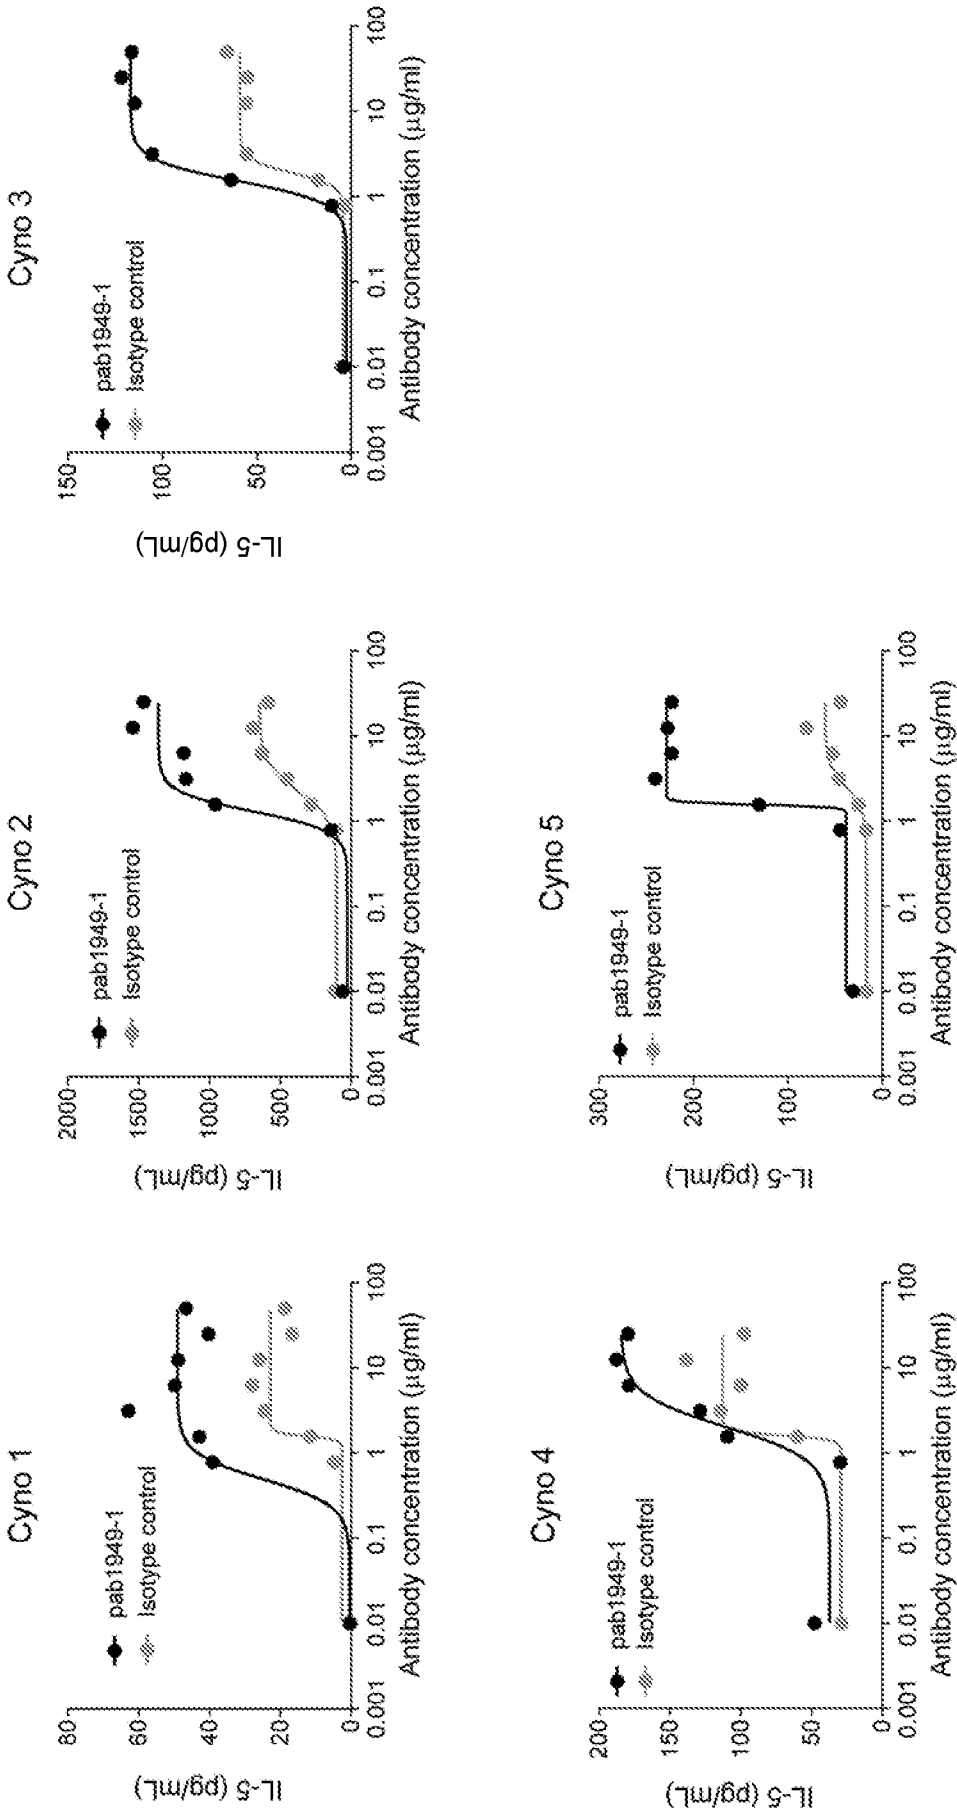 Cyno 1
pab1949-1
Isotype control
IL-5 (pg/mL)
80
60
40
20
0
0.001
0.01
0.1
1
10
100
Antibody concentration (µg/ml)
Cyno 2
pab1949-1
Isotype control
IL-5 (pg/mL)
2000
1500
1000
500
0
0.001
0.01
0.1
1
10
100
Antibody concentration (µg/ml)
Cyno 3
pab1949-1
Isotype control
IL-5 (pg/mL)
150
100
50
0
0.001
0.01
0.1
1
10
100
Antibody concentration (µg/ml)
Cyno 4
pab1949-1
Isotype control
IL-5 (pg/mL)
200
150
100
50
0
0.001
0.01
0.1
1
10
100
Antibody concentration (µg/ml)
Cyno 5
pab1949-1
Isotype control
IL-5 (pg/mL)
300
200
100
0
0.001
0.01
0.1
1
10
100
Antibody concentration (µg/ml)